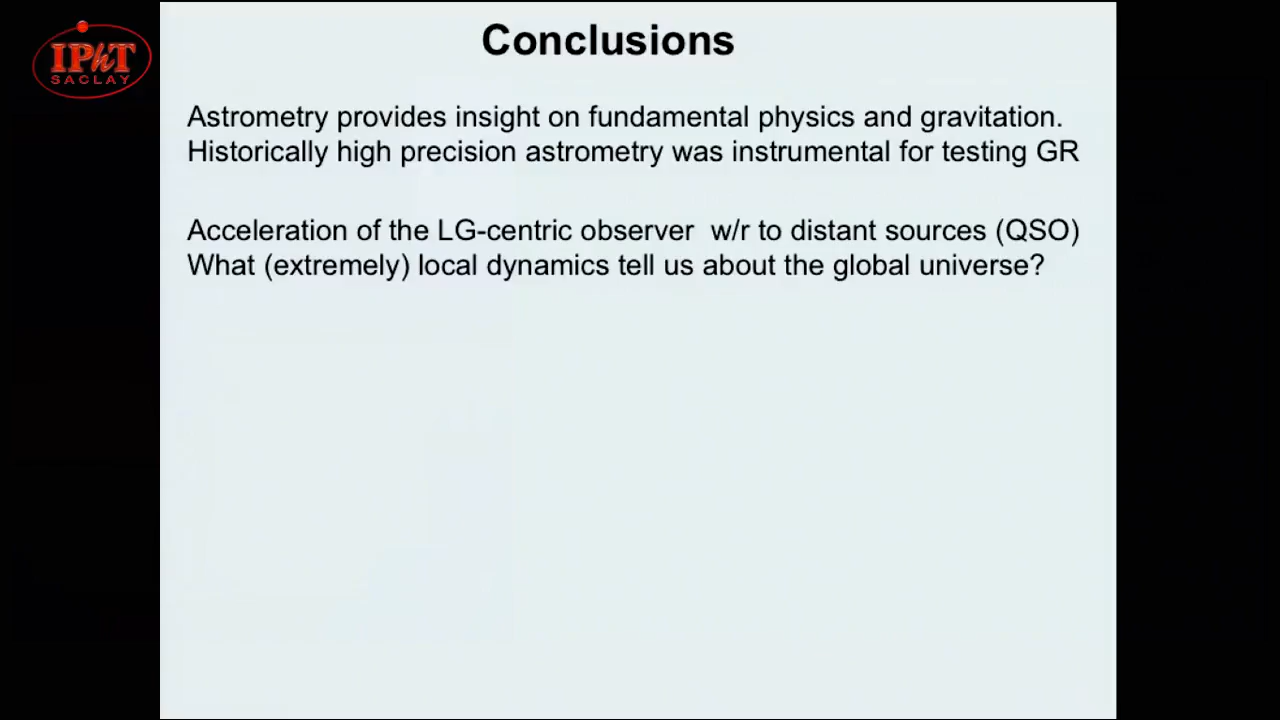 IPhT
SACLAY
Conclusions
Astrometry provides insight on fundamental physics and gravitation.
Historically high precision astrometry was instrumental for testing GR
Acceleration of the LG-centric observer  w/r to distant sources (QSO)
What (extremely) local dynamics tell us about the global universe?